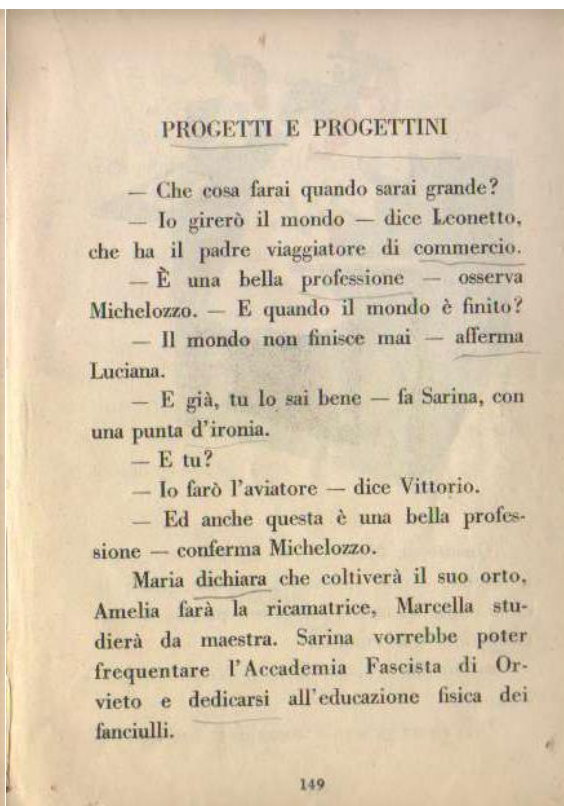 PROGETTI E PROGETTINI
— Che cosa farai quando sarai grande?
— Io girerò il mondo — dice Leonetto,
che ha il padre viaggiatore di commercio.
— È una bella professione — osserva
Michelozzo. — E quando il mondo è finito?
— Il mondo non finisce mai — afferma
Luciana.
— E già, tu lo sai bene — fa Sarina, con
una punta d'ironia.
— E tu?
— Io farò l'aviatore — dice Vittorio.
— Ed anche questa è una bella profes-
sione — conferma Michelozzo.
Maria dichiara che coltiverà il suo orto,
Amelia farà la ricamatrice, Marcella stu-
dierà da maestra. Sarina vorrebbe poter
frequentare l'Accademia Fascista di Or-
vieto e dedicarsi all'educazione fisica dei
fanciulli.
149